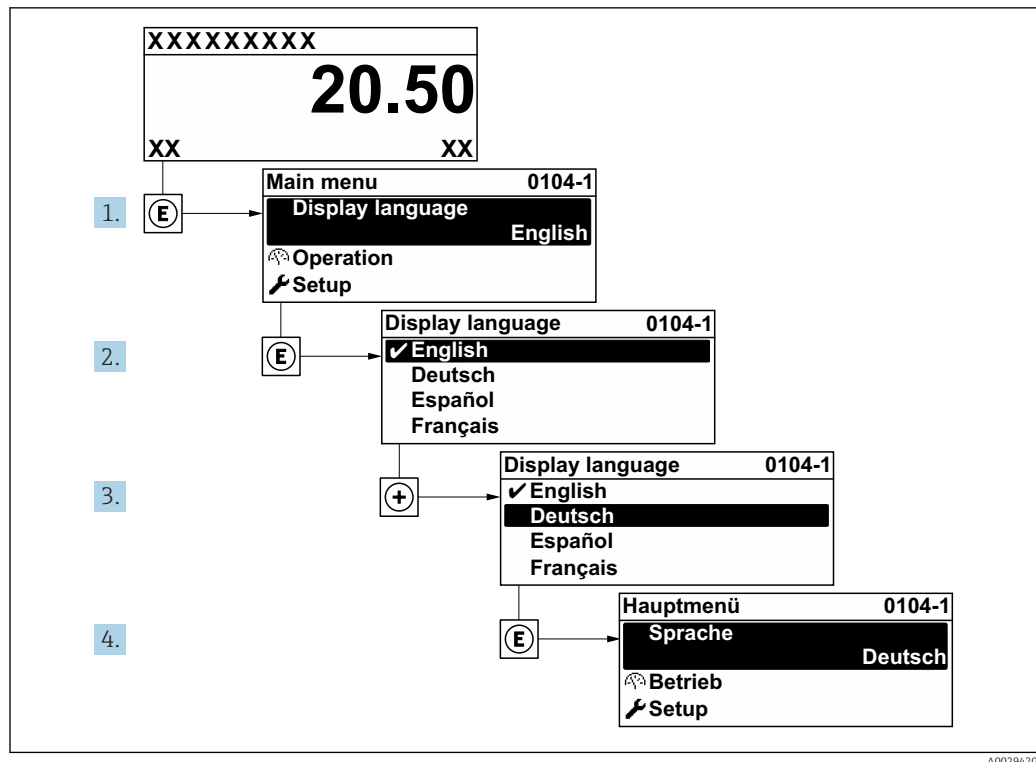 XXXXXXXXX
20.50
XX XX
1. E
Main menu 0104-1
Display language
English
Operation
Setup
2. E
Display language 0104-1
✔English
Deutsch
Español
Français
3. +
Display language 0104-1
✔English
Deutsch
Español
Français
4. E
Hauptmenü 0104-1
Sprache
Deutsch
Betrieb
Setup
A0029420